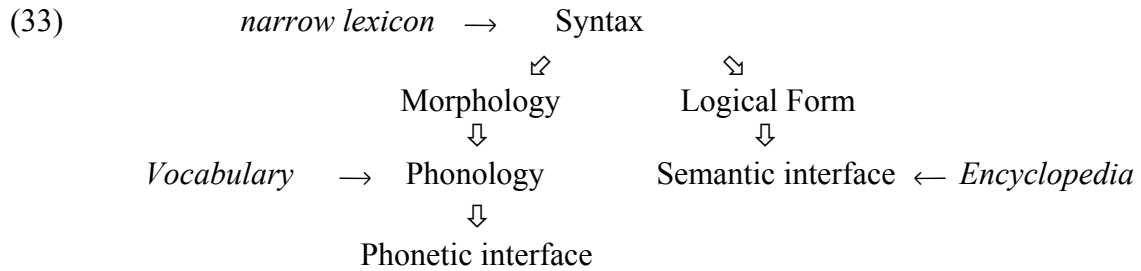 (33) narrow lexicon → Syntax
⇙ ⇘
Morphology Logical Form
⇩ ⇩
Vocabulary → Phonology Semantic interface ← Encyclopedia
⇩
Phonetic interface